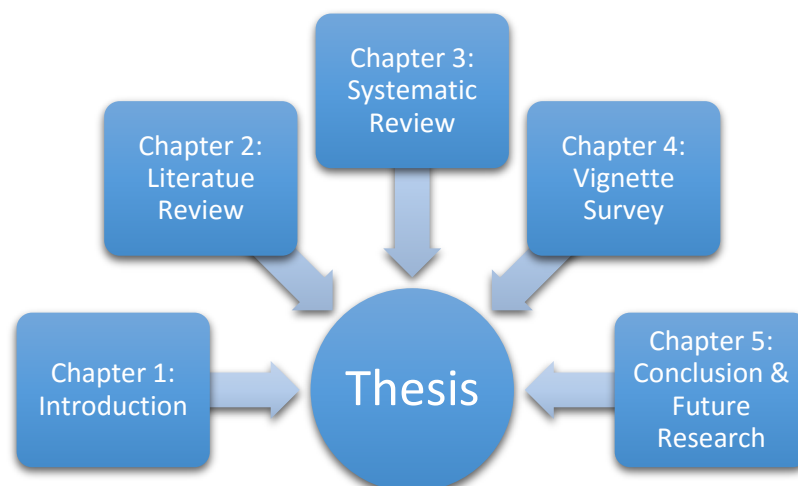 Chapter 1:
Introduction
Chapter 2:
Literatue
Review
Chapter 3:
Systematic
Review
Chapter 4:
Vignette
Survey
Chapter 5:
Conclusion &
Future
Research
Thesis